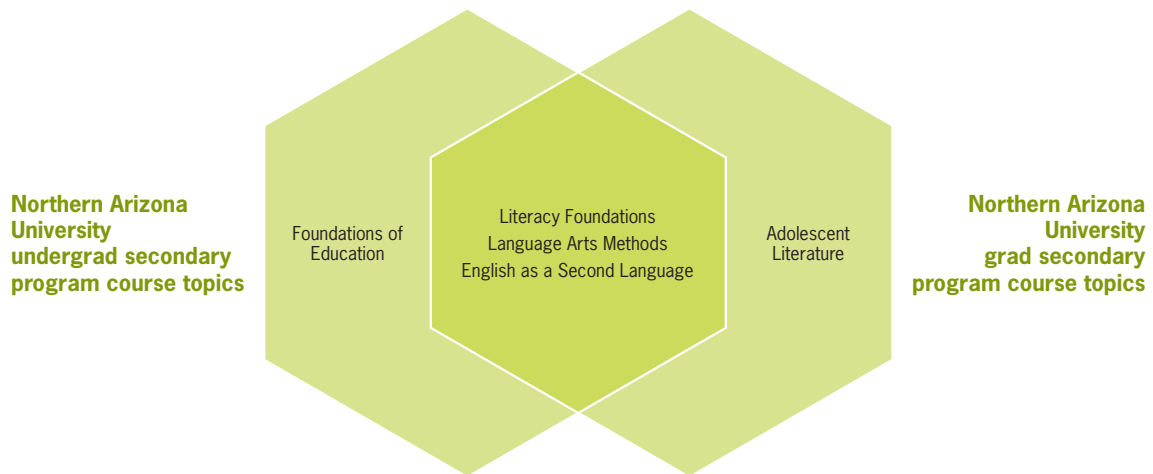 Northern Arizona
University
undergrad secondary
program course topics
Foundations of
Education
Literacy Foundations
Language Arts Methods
English as a Second Language
Adolescent
Literature
Northern Arizona
University
grad secondary
program course topics